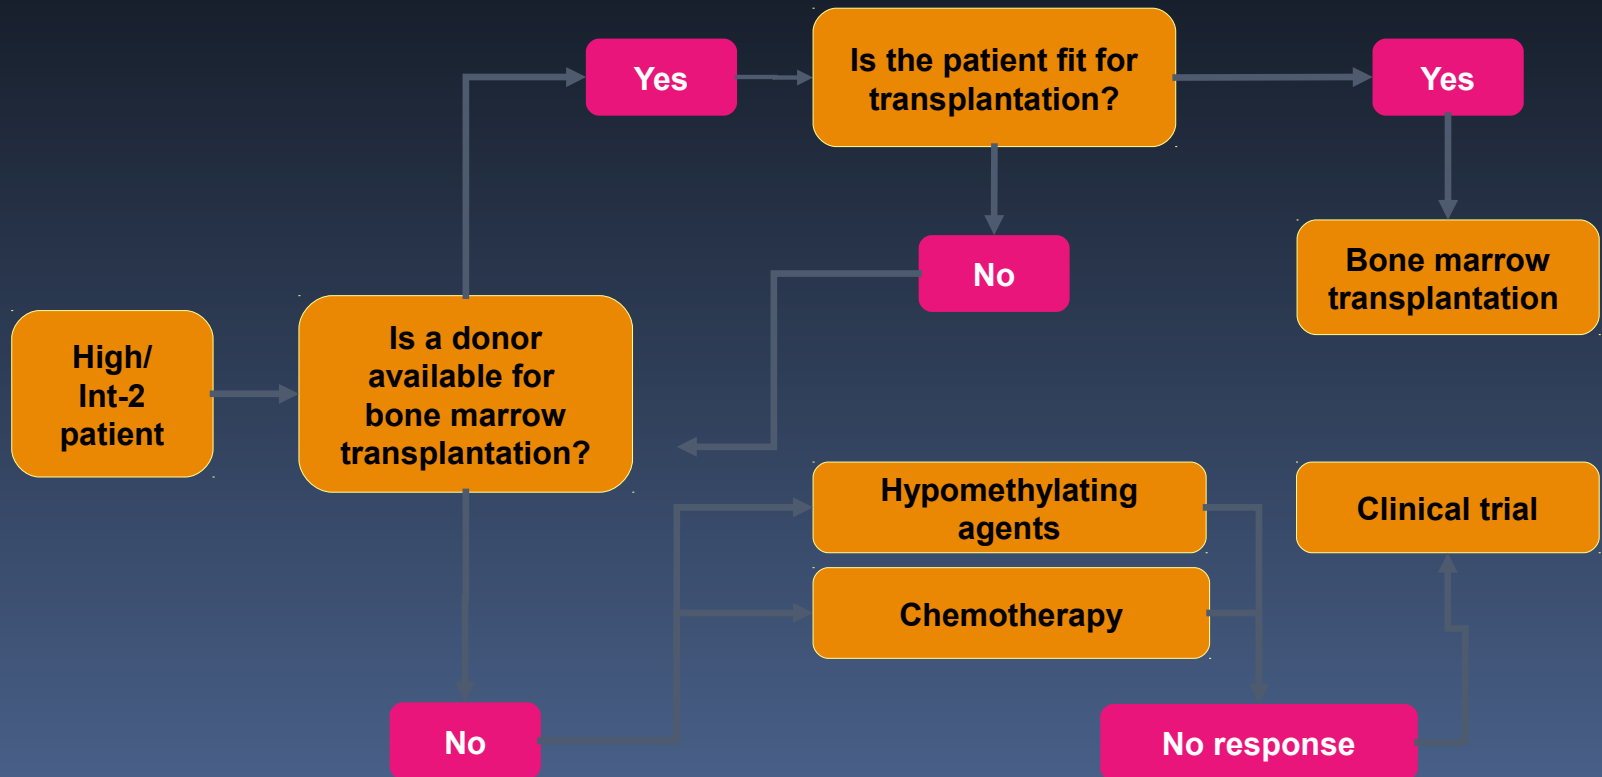 Yes
Is the patient fit for
transplantation?
Yes
No
Bone marrow
transplantation
High/
Int-2
patient
Is a donor
available for
bone marrow
transplantation?
Hypomethylating
agents
Clinical trial
Chemotherapy
No
No response